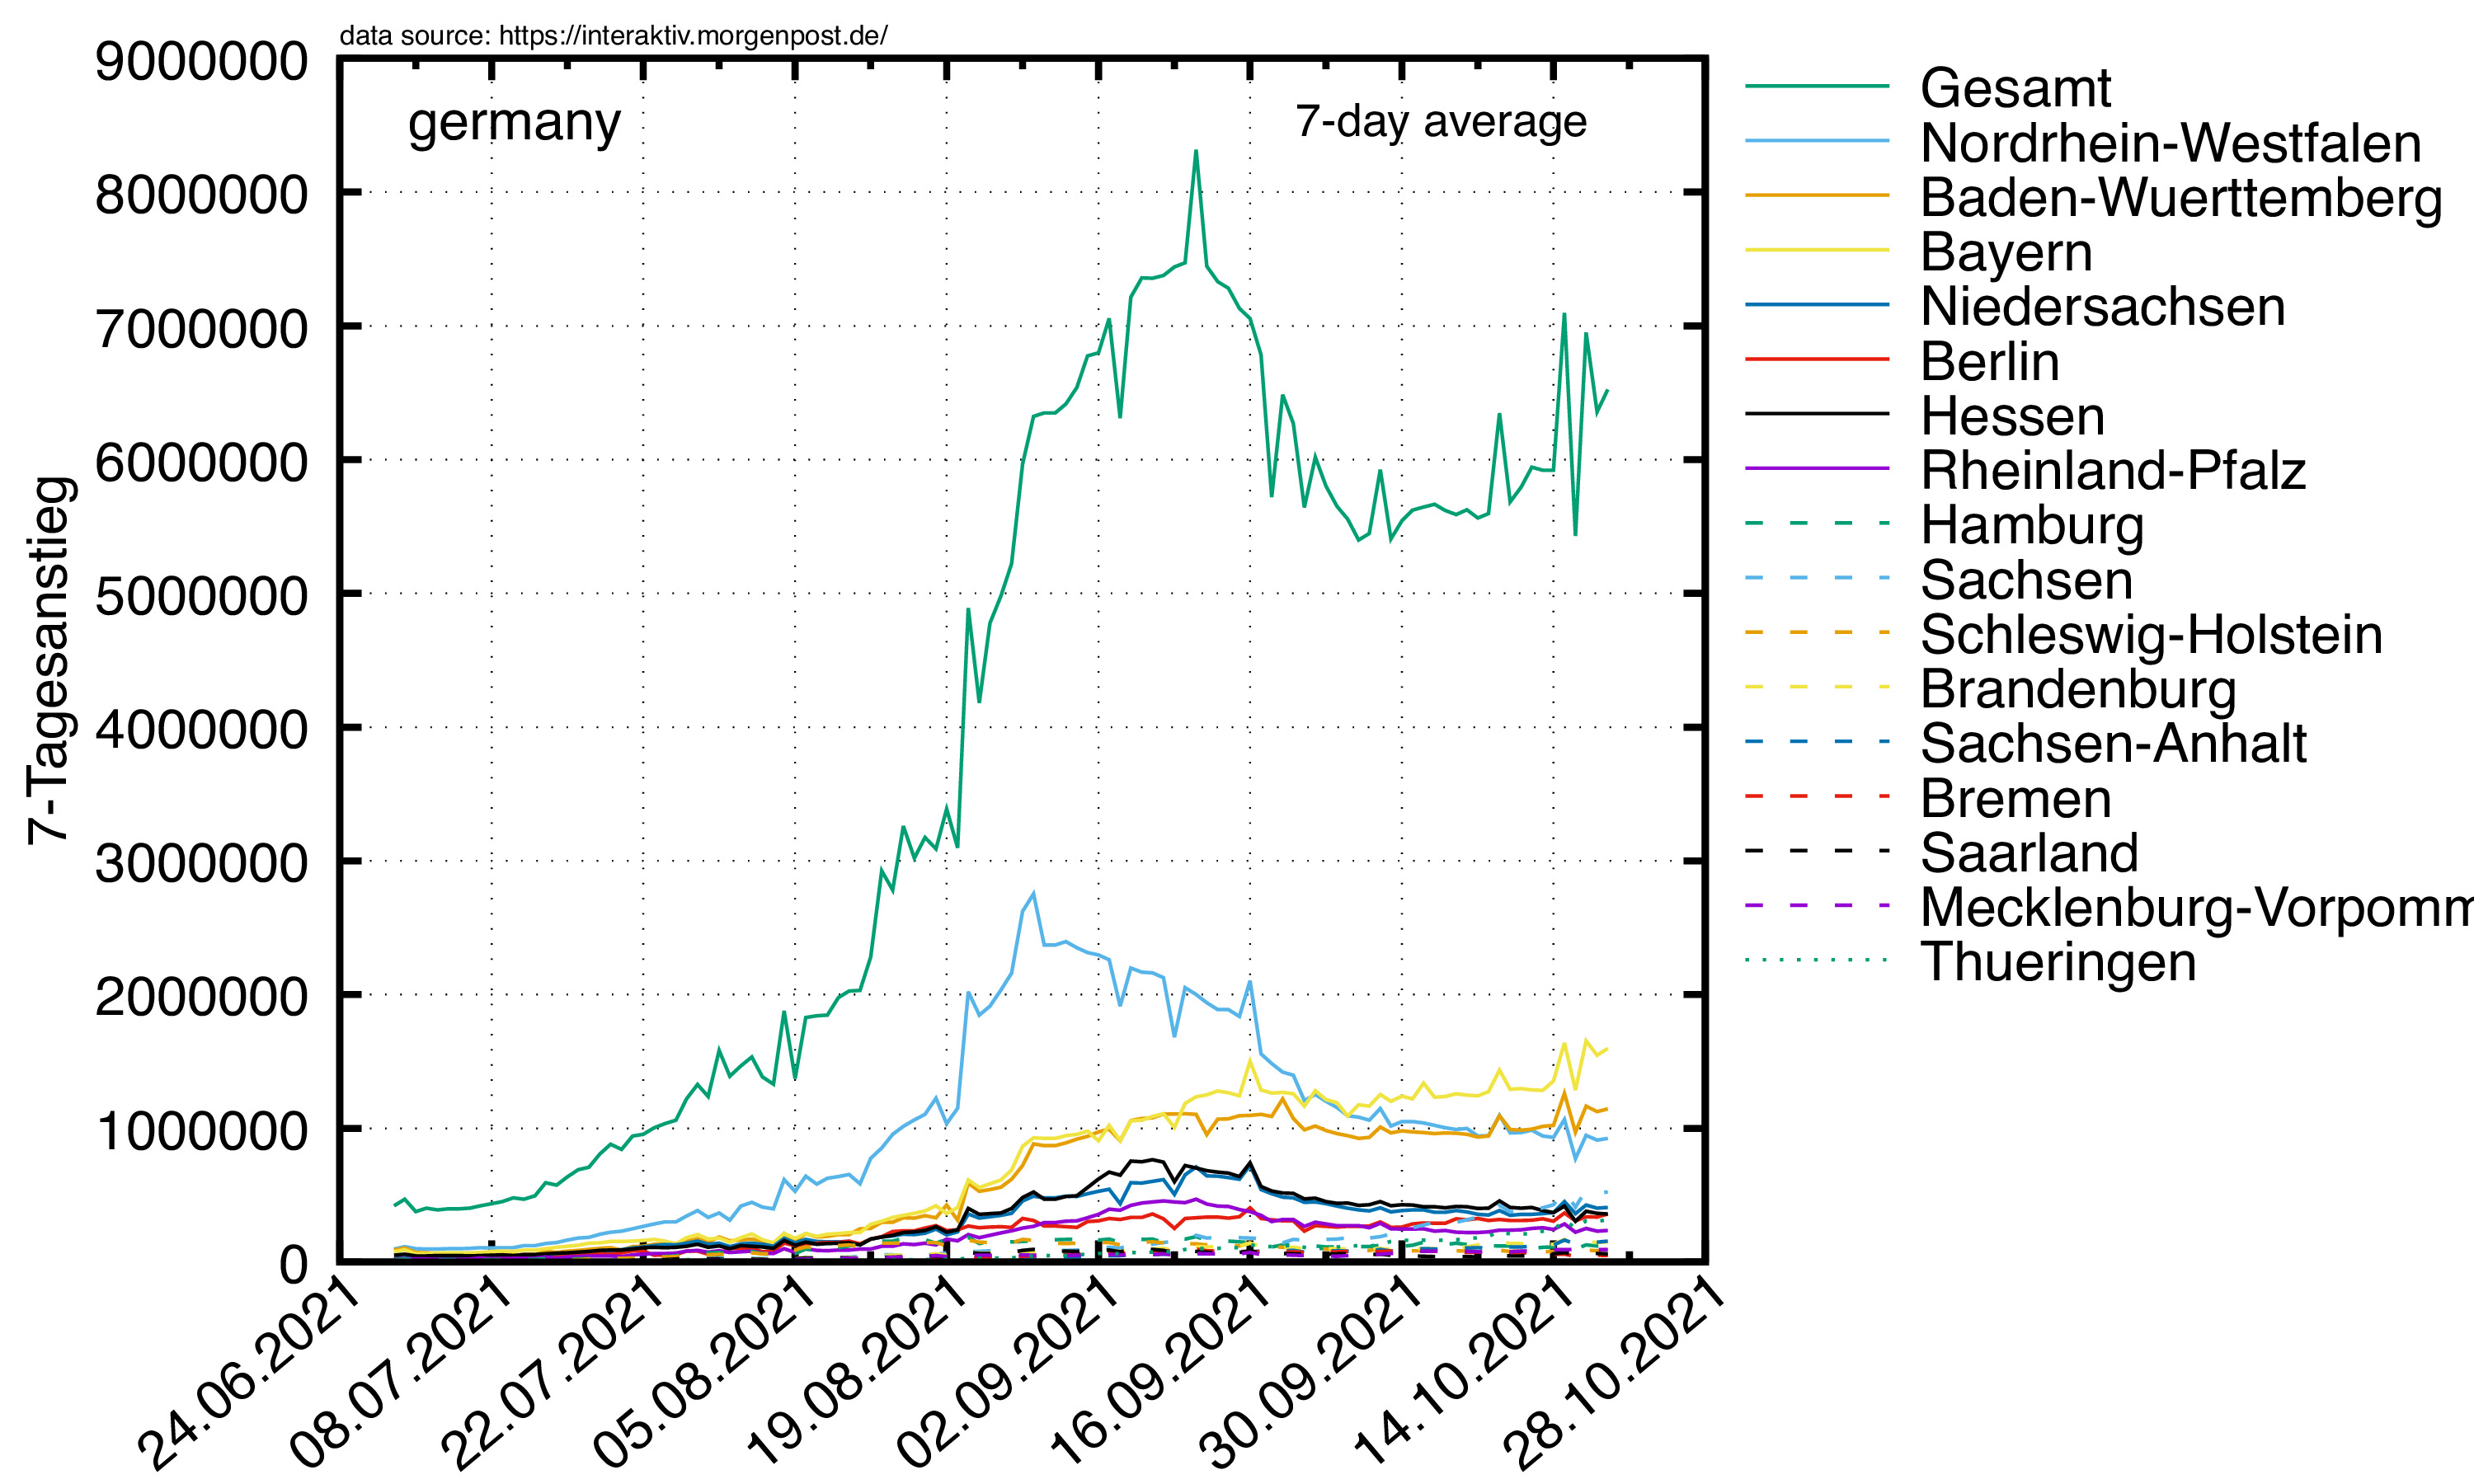 data source: https://interaktiv.morgenpost.de/
germany
7-day average
7-Tagesanstieg
9000000
8000000
7000000
6000000
5000000
4000000
3000000
2000000
1000000
0
24.06.2021
08.07.2021
22.07.2021
05.08.2021
19.08.2021
02.09.2021
16.09.2021
30.09.2021
14.10.2021
28.10.2021
Gesamt
Nordrhein-Westfalen
Baden-Wuerttemberg
Bayern
Niedersachsen
Berlin
Hessen
Rheinland-Pfalz
Hamburg
Sachsen
Schleswig-Holstein
Brandenburg
Sachsen-Anhalt
Bremen
Saarland
Mecklenburg-Vorpomm
Thueringen